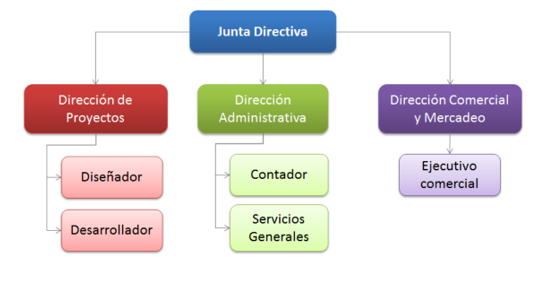 Junta Directiva
Dirección de
Proyectos
Dirección
Administrativa
Dirección Comercial
y Mercadeo
Diseñador
Desarrollador
Contador
Servicios
Generales
Ejecutivo
comercial